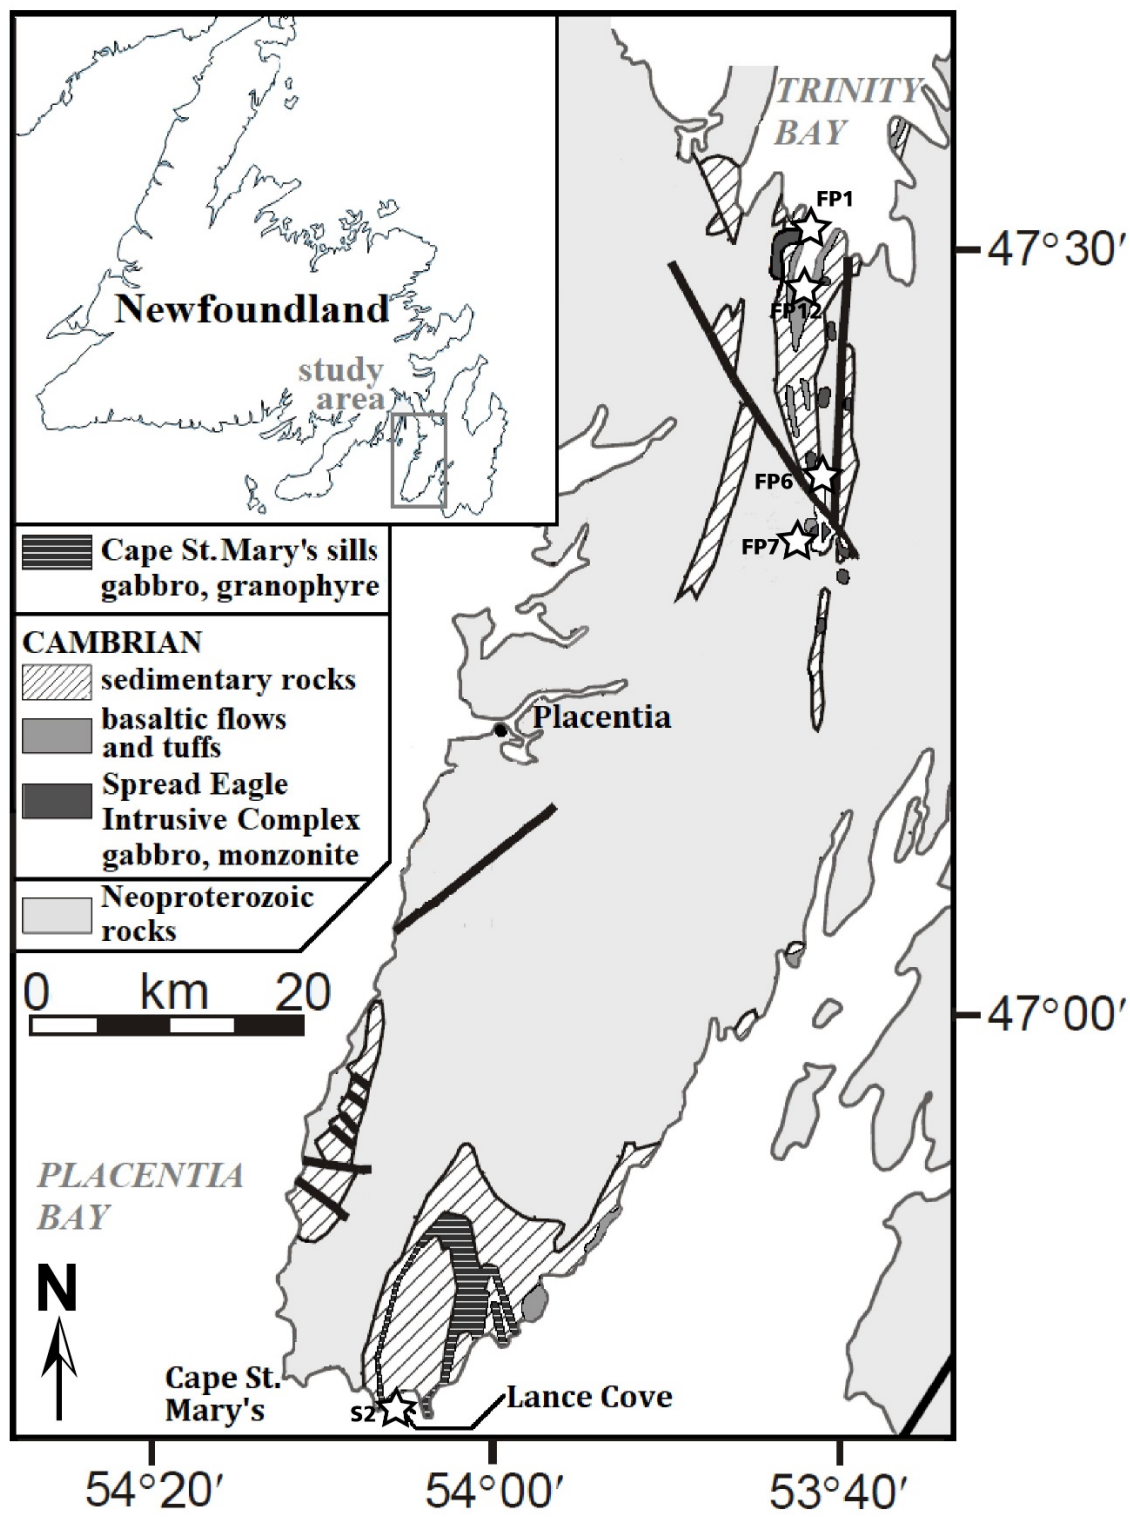 TRINITY
BAY
FP1
47°30′
FP12
Newfoundland
study
area
FP6
FP7
Cape St. Mary's sills
gabbro, granophyre
CAMBRIAN
sedimentary rocks
basaltic flows
and tuffs
Spread Eagle
Intrusive Complex
gabbro, monzonite
Neoproterozoic
rocks
Placentia
0 km 20
47°00′
PLACENTIA
BAY
N
Cape St.
Mary's
S2
Lance Cove
54°20′ 54°00′ 53°40′